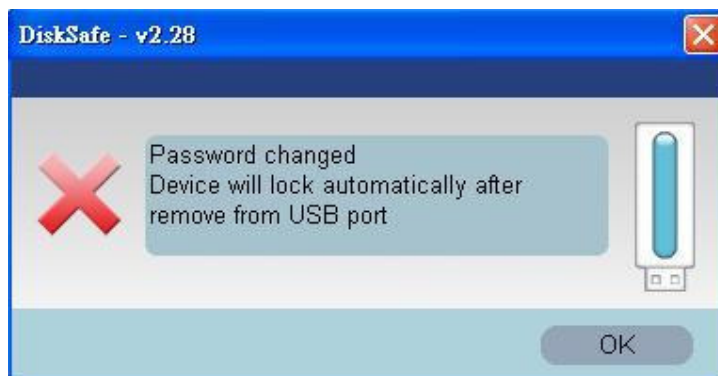 DiskSafe - v2.28
Password changed
Device will lock automatically after
remove from USB port
OK